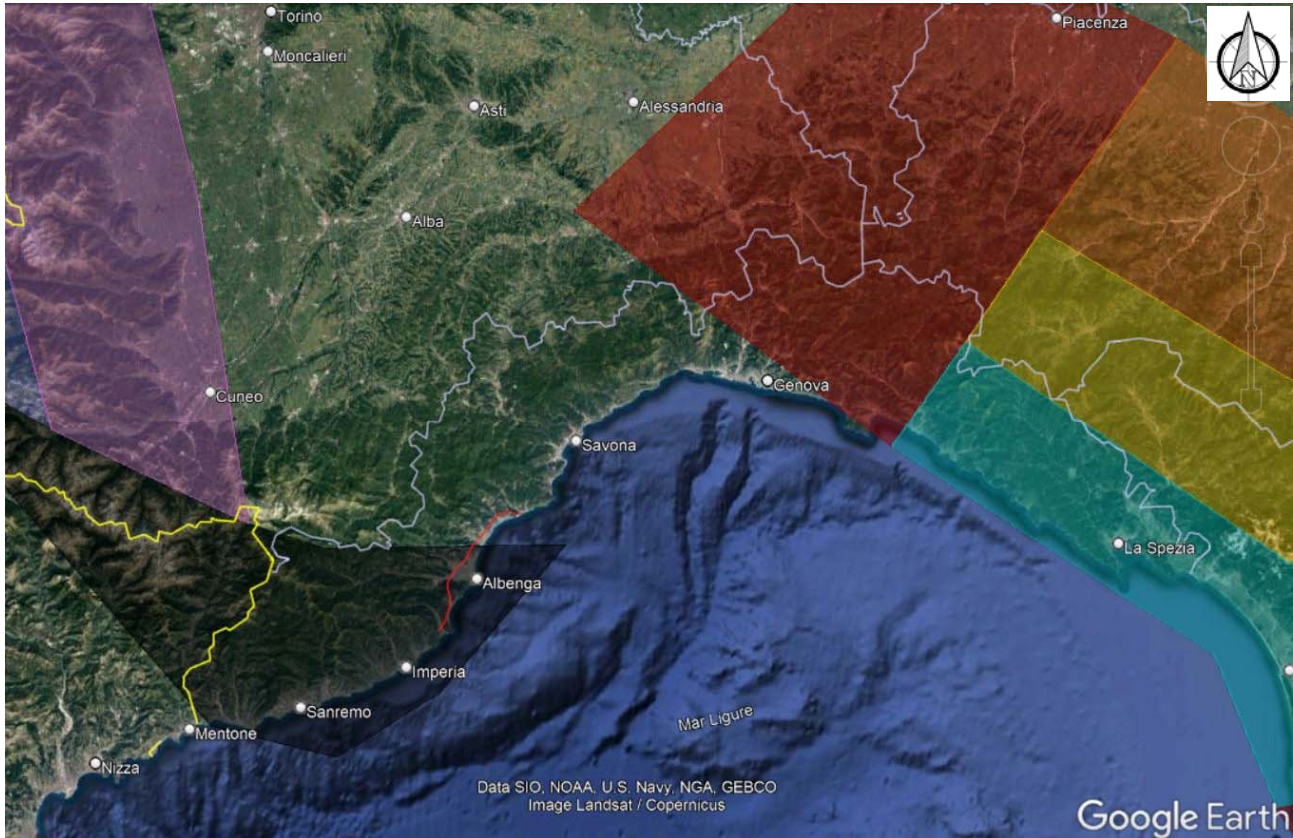 Torino
Piacenza
N
Moncalieri
Asti
Alessandria
Alba
Cuneo
Genova
Savona
La Spezia
Albenga
Imperia
Sanremo
Mar Ligure
Mentone
Nizza
Data SIO, NOAA, U.S. Navy, NGA, GEBCO
Image Landsat / Copernicus
Google Earth